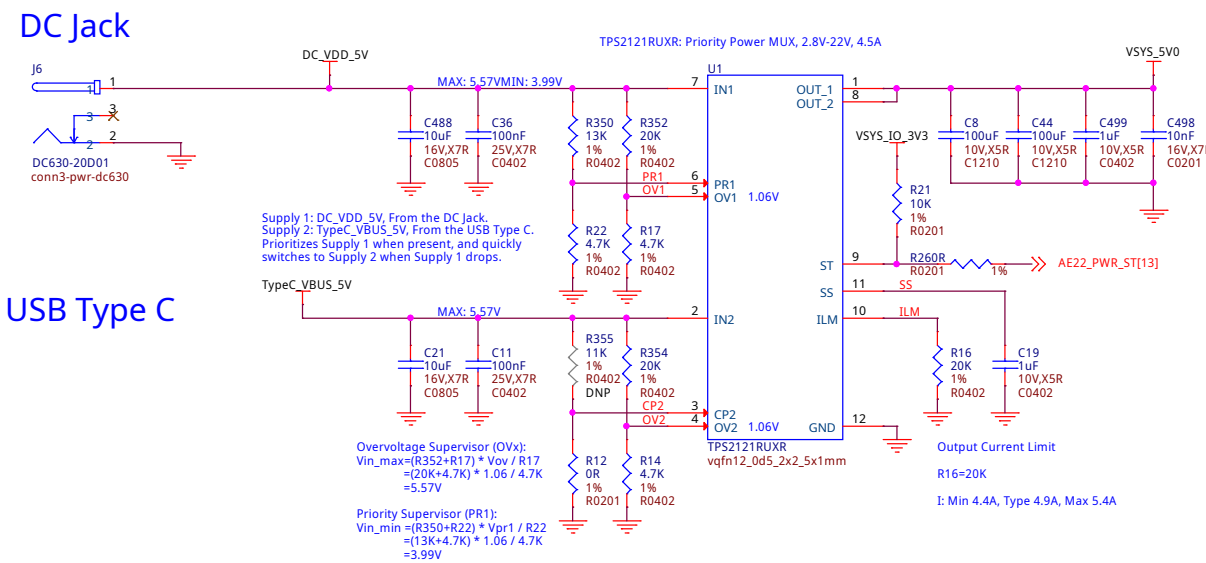 DC Jack
TPS2121RUXR: Priority Power MUX, 2.8V-22V, 4.5A
DC_VDD_5V
VSYS_5V0
J6
1
1
3
3
2
2
DC630-20D01
conn3-pwr-dc630
MAX: 5.57VMIN: 3.99V
C488
10uF
16V,X7R
C0805
C36
100nF
25V,X7R
C0402
R350
13K
1%
R0402
R352
20K
1%
R0402
PR1
OV1
R22
4.7K
1%
R0402
R17
4.7K
1%
R0402
U1
7
IN1
6
PR1
5
OV1
1.06V
2
IN2
3
CP2
4
OV2
1.06V
OUT_1
1
OUT_2
8
ST
9
SS
11
ILM
10
GND
12
TPS2121RUXR
vqfn12_0d5_2x2_5x1mm
VSYS_IO_3V3
R21
10K
1%
R0201
R260R
R0201
1%
AE22_PWR_ST[13]
SS
ILM
C8
100uF
10V,X5R
C1210
C44
100uF
10V,X5R
C1210
C499
1uF
10V,X5R
C0402
C498
10nF
16V,X7
C0201
R16
20K
1%
R0402
C19
1uF
10V,X5R
C0402
Supply 1: DC_VDD_5V, From the DC Jack.
Supply 2: TypeC_VBUS_5V, From the USB Type C.
Prioritizes Supply 1 when present, and quickly
switches to Supply 2 when Supply 1 drops.
USB Type C
TypeC_VBUS_5V
MAX: 5.57V
C21
10uF
16V,X7R
C0805
C11
100nF
25V,X7R
C0402
R355
11K
1%
R0402
DNP
R354
20K
1%
R0402
CP2
OV2
R12
0R
1%
R0201
R14
4.7K
1%
R0402
Overvoltage Supervisor (OVx):
Vin_max=(R352+R17) * Vov / R17
=(20K+4.7K) * 1.06 / 4.7K
=5.57V
Priority Supervisor (PR1):
Vin_min =(R350+R22) * Vpr1 / R22
=(13K+4.7K) * 1.06 / 4.7K
=3.99V
Output Current Limit
R16=20K
I: Min 4.4A, Type 4.9A, Max 5.4A